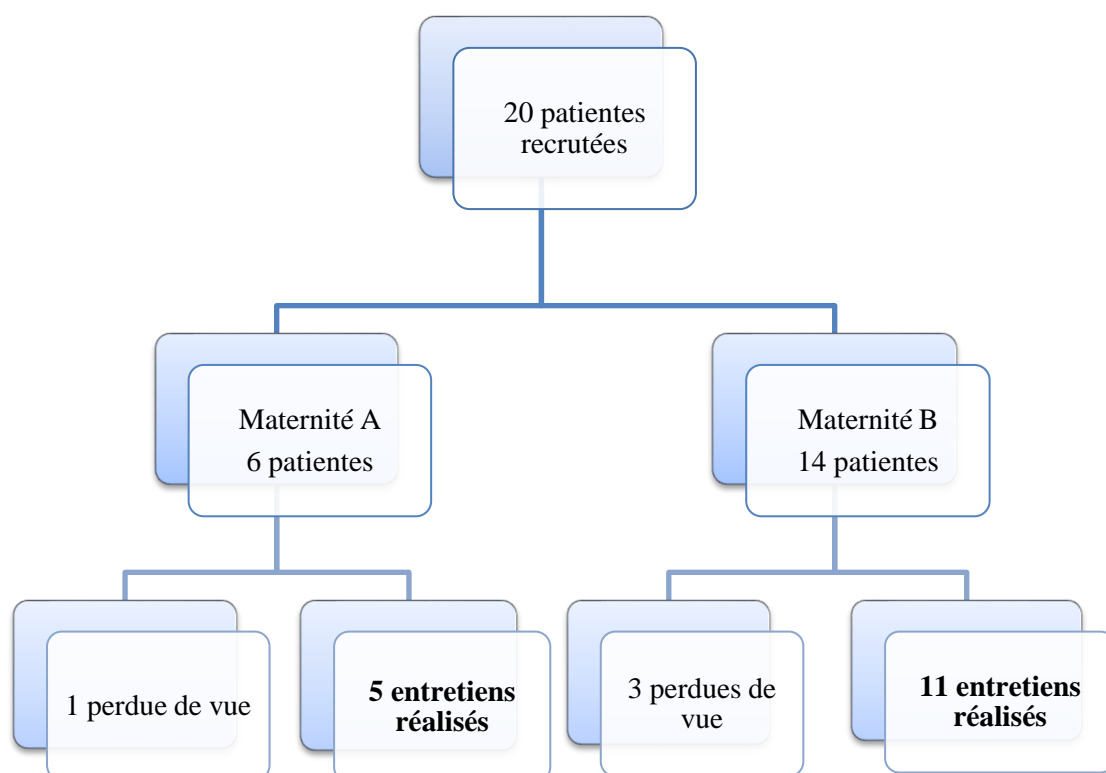 20 patientes
recrutées
Maternité A
6 patientes
Maternité B
14 patientes
1 perdue de vue
5 entretiens
réalisés
3 perdues de
vue
11 entretiens
réalisés